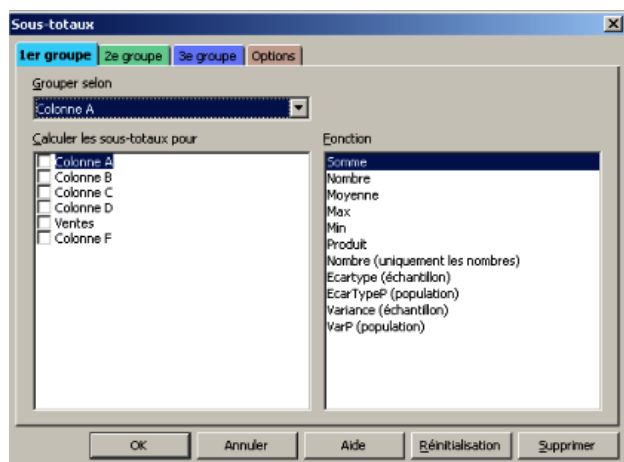 Sous-totaux
1er groupe 2e groupe 3e groupe Options
Grouper selon
Colonne A
Calculer les sous-totaux pour
Colonne A
Colonne B
Colonne C
Colonne D
Ventes
Colonne F
Fonction
Somme
Nombre
Moyenne
Max
Min
Produit
Nombre (uniquement les nombres)
Ecartype (échantillon)
EcarTypeP (population)
Variance (échantillon)
VarP (population)
OK Annuler Aide Réinitialisation Supprimer